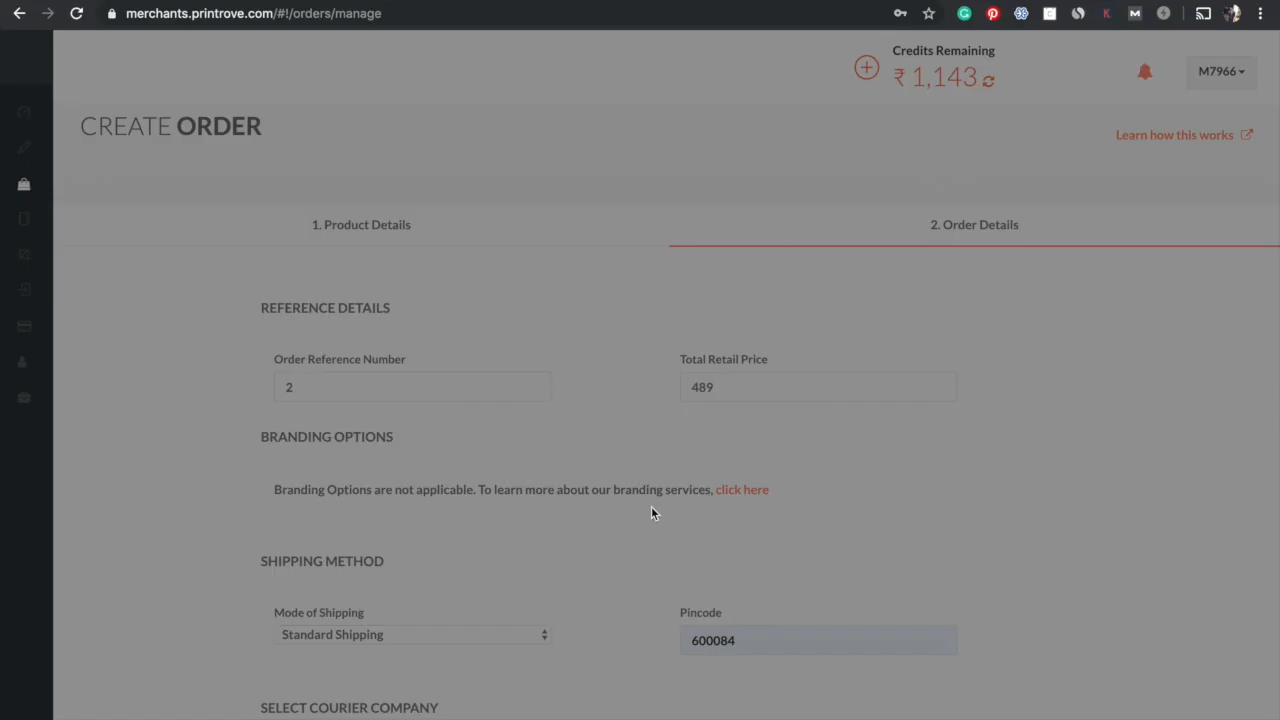 merchants.printrove.com/#!/orders/manage
Credits Remaining
₹ 1,143
M7966
CREATE ORDER
Learn how this works
1. Product Details
2. Order Details
REFERENCE DETAILS
Order Reference Number
Total Retail Price
2
489
BRANDING OPTIONS
Branding Options are not applicable. To learn more about our branding services, click here
SHIPPING METHOD
Mode of Shipping
Pincode
Standard Shipping
600084
SELECT COURIER COMPANY